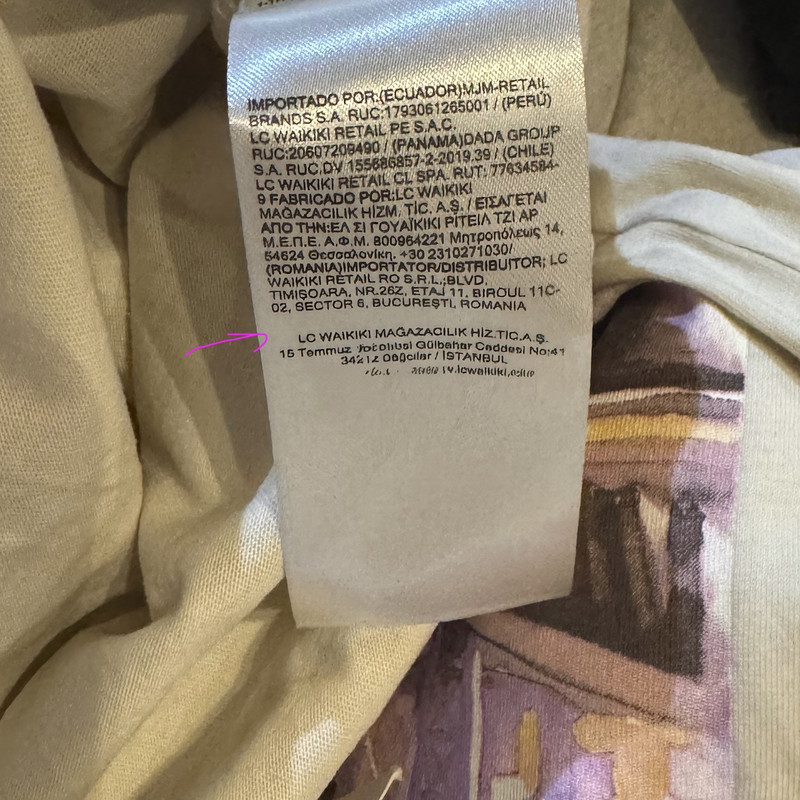 IMPORTADO POR:(ECUADOR)MJM-RETAIL
BRANDS S.A. RUC:1793061265001 / (PERÚ)
LC WAIKIKI RETAIL PE S.A.C.
RUC:20607209490 / (PANAMA)DADA GROUP
S.A. RUC.DV 155686857-2-2019.39 / (CHILE)
LC WAIKIKI RETAIL CL SPA. RUT: 77634584-
9 FABRICADO POR:LC WAIKIKI
MAĞAZACILIK HİZM. TİC. A.Ş. / ΕΙΣΑΓΕΤΑΙ
ΑΠΟ ΤΗΝ:ΕΛ ΣΙ ΓΟΥΑΪΚΙΚΙ ΡΙΤΕΙΛ ΤΖΙ ΑΡ
Μ.Ε.Π.Ε. Α.Φ.Μ. 800964221 Μητροπόλεως 14,
54624 Θεσσαλονίκη. +30 2310271030/
(ROMANIA)IMPORTATOR/DISTRIBUITOR; LC
WAIKIKI RETAIL RO S.R.L.;BLVD.
TIMIŞOARA, NR.26Z, ETAJ 11, BIROUL 11C-
02, SECTOR 6, BUCUREŞTI, ROMANIA
LC WAIKIKI MAĞAZACILIK HİZ.TİC.A.Ş.
15 Temmuz Gülbahar Caddesi No:41
/ İSTANBUL